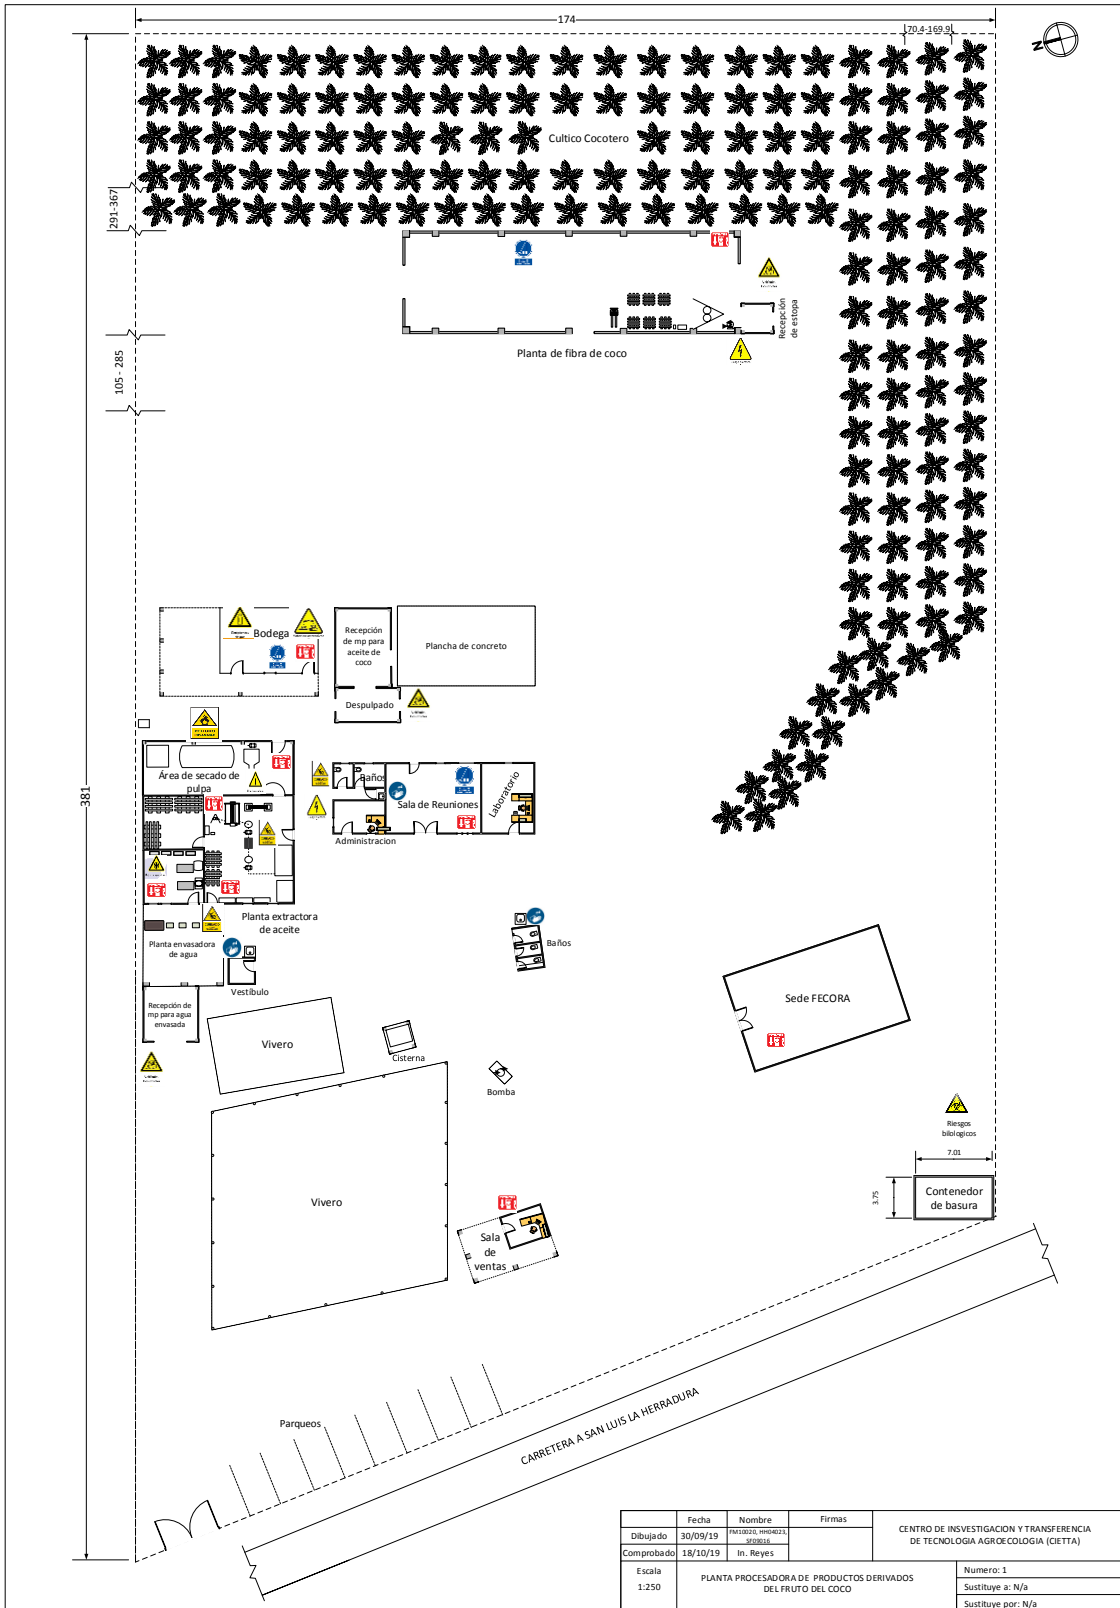 174
70.4-169.9
N
Cultico Cocotero
291-367
Recepción
de estopa
Planta de fibra de coco
105 - 285
381
Bodega
Recepción
de mp para
aceite de
coco
Plancha de concreto
Despulpado
Área de secado de
pulpa
Baños
Sala de Reuniones
Laboratorio
Administracion
Planta extractora
de aceite
Planta envasadora
de agua
Vestíbulo
Baños
Recepción de
mp para agua
envasada
Vivero
Cisterna
Bomba
Sede FECORA
Riesgos
bilologicos
7.01
3.75
Contenedor
de basura
Vivero
Sala
de
ventas
Parqueos
CARRETERA A SAN LUIS LA HERRADURA
Fecha Nombre Firmas
Dibujado 30/09/19 FM10020, HH04023,
SF09016
Comprobado 18/10/19 In. Reyes
CENTRO DE INSVESTIGACION Y TRANSFERENCIA
DE TECNOLOGIA AGROECOLOGIA (CIETTA)
Escala
1:250
PLANTA PROCESADORA DE PRODUCTOS DERIVADOS
DEL FRUTO DEL COCO
Numero: 1
Sustituye a: N/a
Sustituye por: N/a